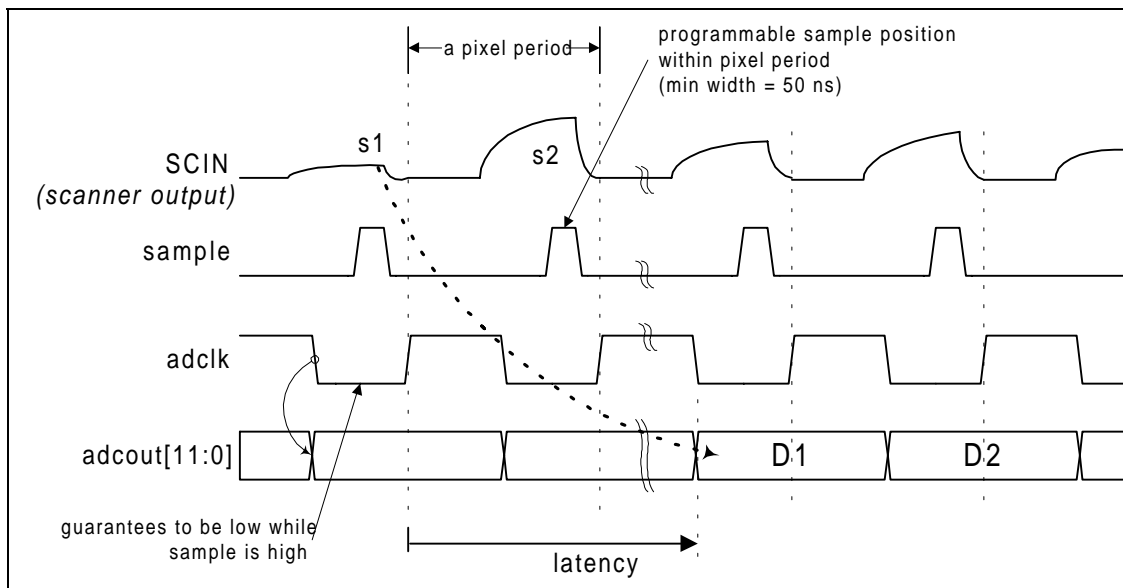 a pixel period
programmable sample position
within pixel period
(min width = 50 ns)
s1
s2
SCIN
(scanner output)
sample
adclk
adcout[11:0]
D1
D2
guarantees to be low while
sample is high
latency